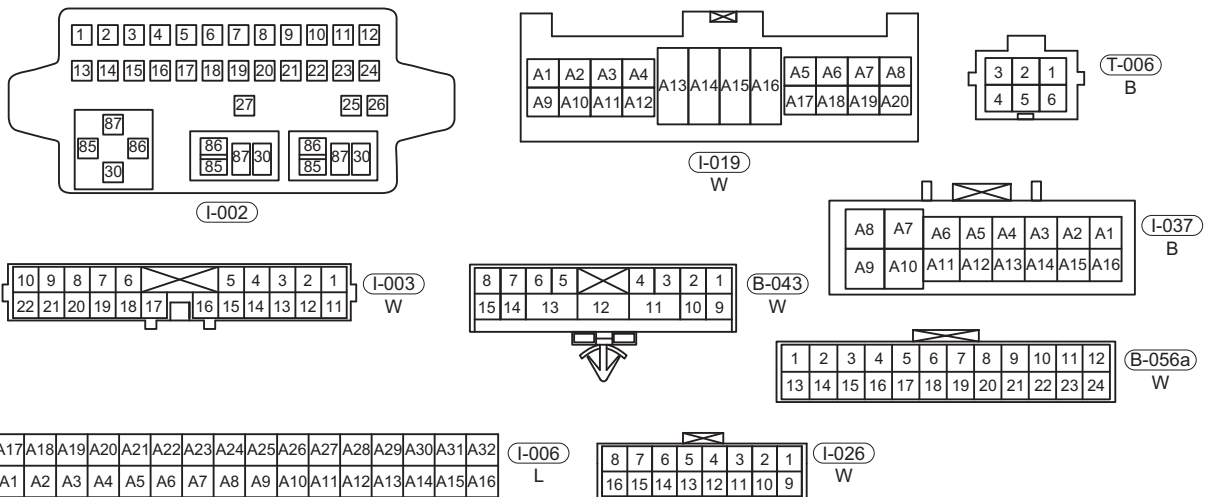 1 2 3 4 5 6 7 8 9 10 11 12
13 14 15 16 17 18 19 20 21 22 23 24
27 25 26
87
85 86
30
86 87 30
85
86 87 30
85
I-002
A1 A2 A3 A4 A13 A14 A15 A16 A5 A6 A7 A8
A9 A10 A11 A12 A17 A18 A19 A20
I-019
W
3 2 1
4 5 6
T-006
B
A8 A7 A6 A5 A4 A3 A2 A1
A9 A10 A11 A12 A13 A14 A15 A16
I-037
B
10 9 8 7 6 5 4 3 2 1
22 21 20 19 18 17 16 15 14 13 12 11
I-003
W
8 7 6 5 4 3 2 1
15 14 13 12 11 10 9
B-043
W
1 2 3 4 5 6 7 8 9 10 11 12
13 14 15 16 17 18 19 20 21 22 23 24
B-056a
W
A17 A18 A19 A20 A21 A22 A23 A24 A25 A26 A27 A28 A29 A30 A31 A32
A1 A2 A3 A4 A5 A6 A7 A8 A9 A10 A11 A12 A13 A14 A15 A16
I-006
L
8 7 6 5 4 3 2 1
16 15 14 13 12 11 10 9
I-026
W